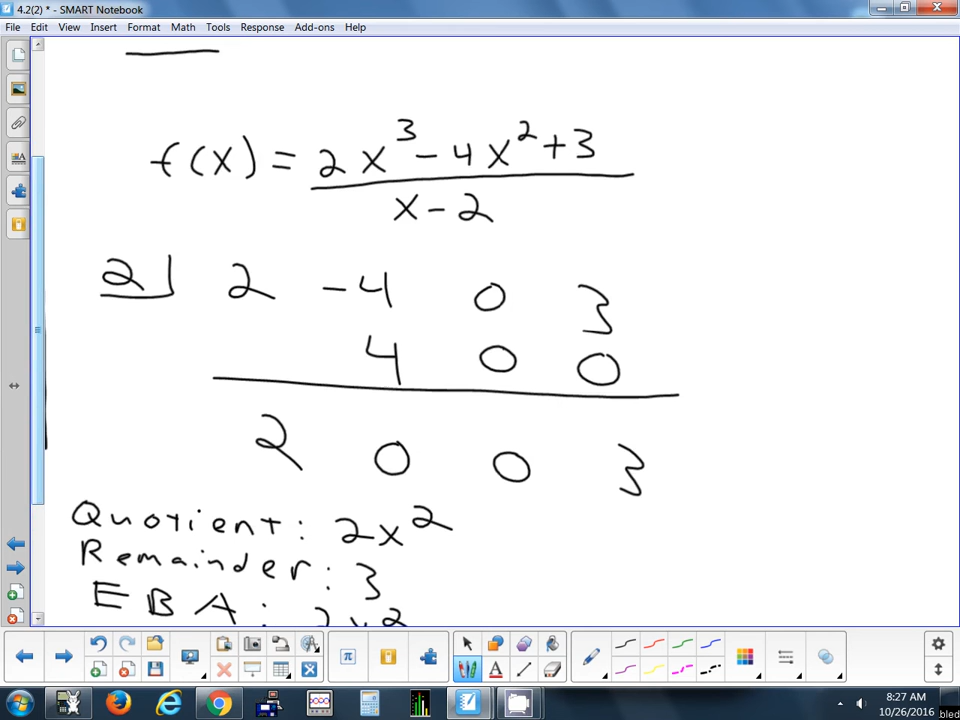 4.2(2) * - SMART Notebook
File Edit View Insert Format Math Tools Response Add-ons Help
f(x) = 2x³ - 4x² + 3
x - 2
2 2 -4 0 3
4 0 0
2 0 0 3
Quotient: 2x²
Remainder: 3
EBA: 2x²
π
A
8:27 AM
10/26/2016
bled